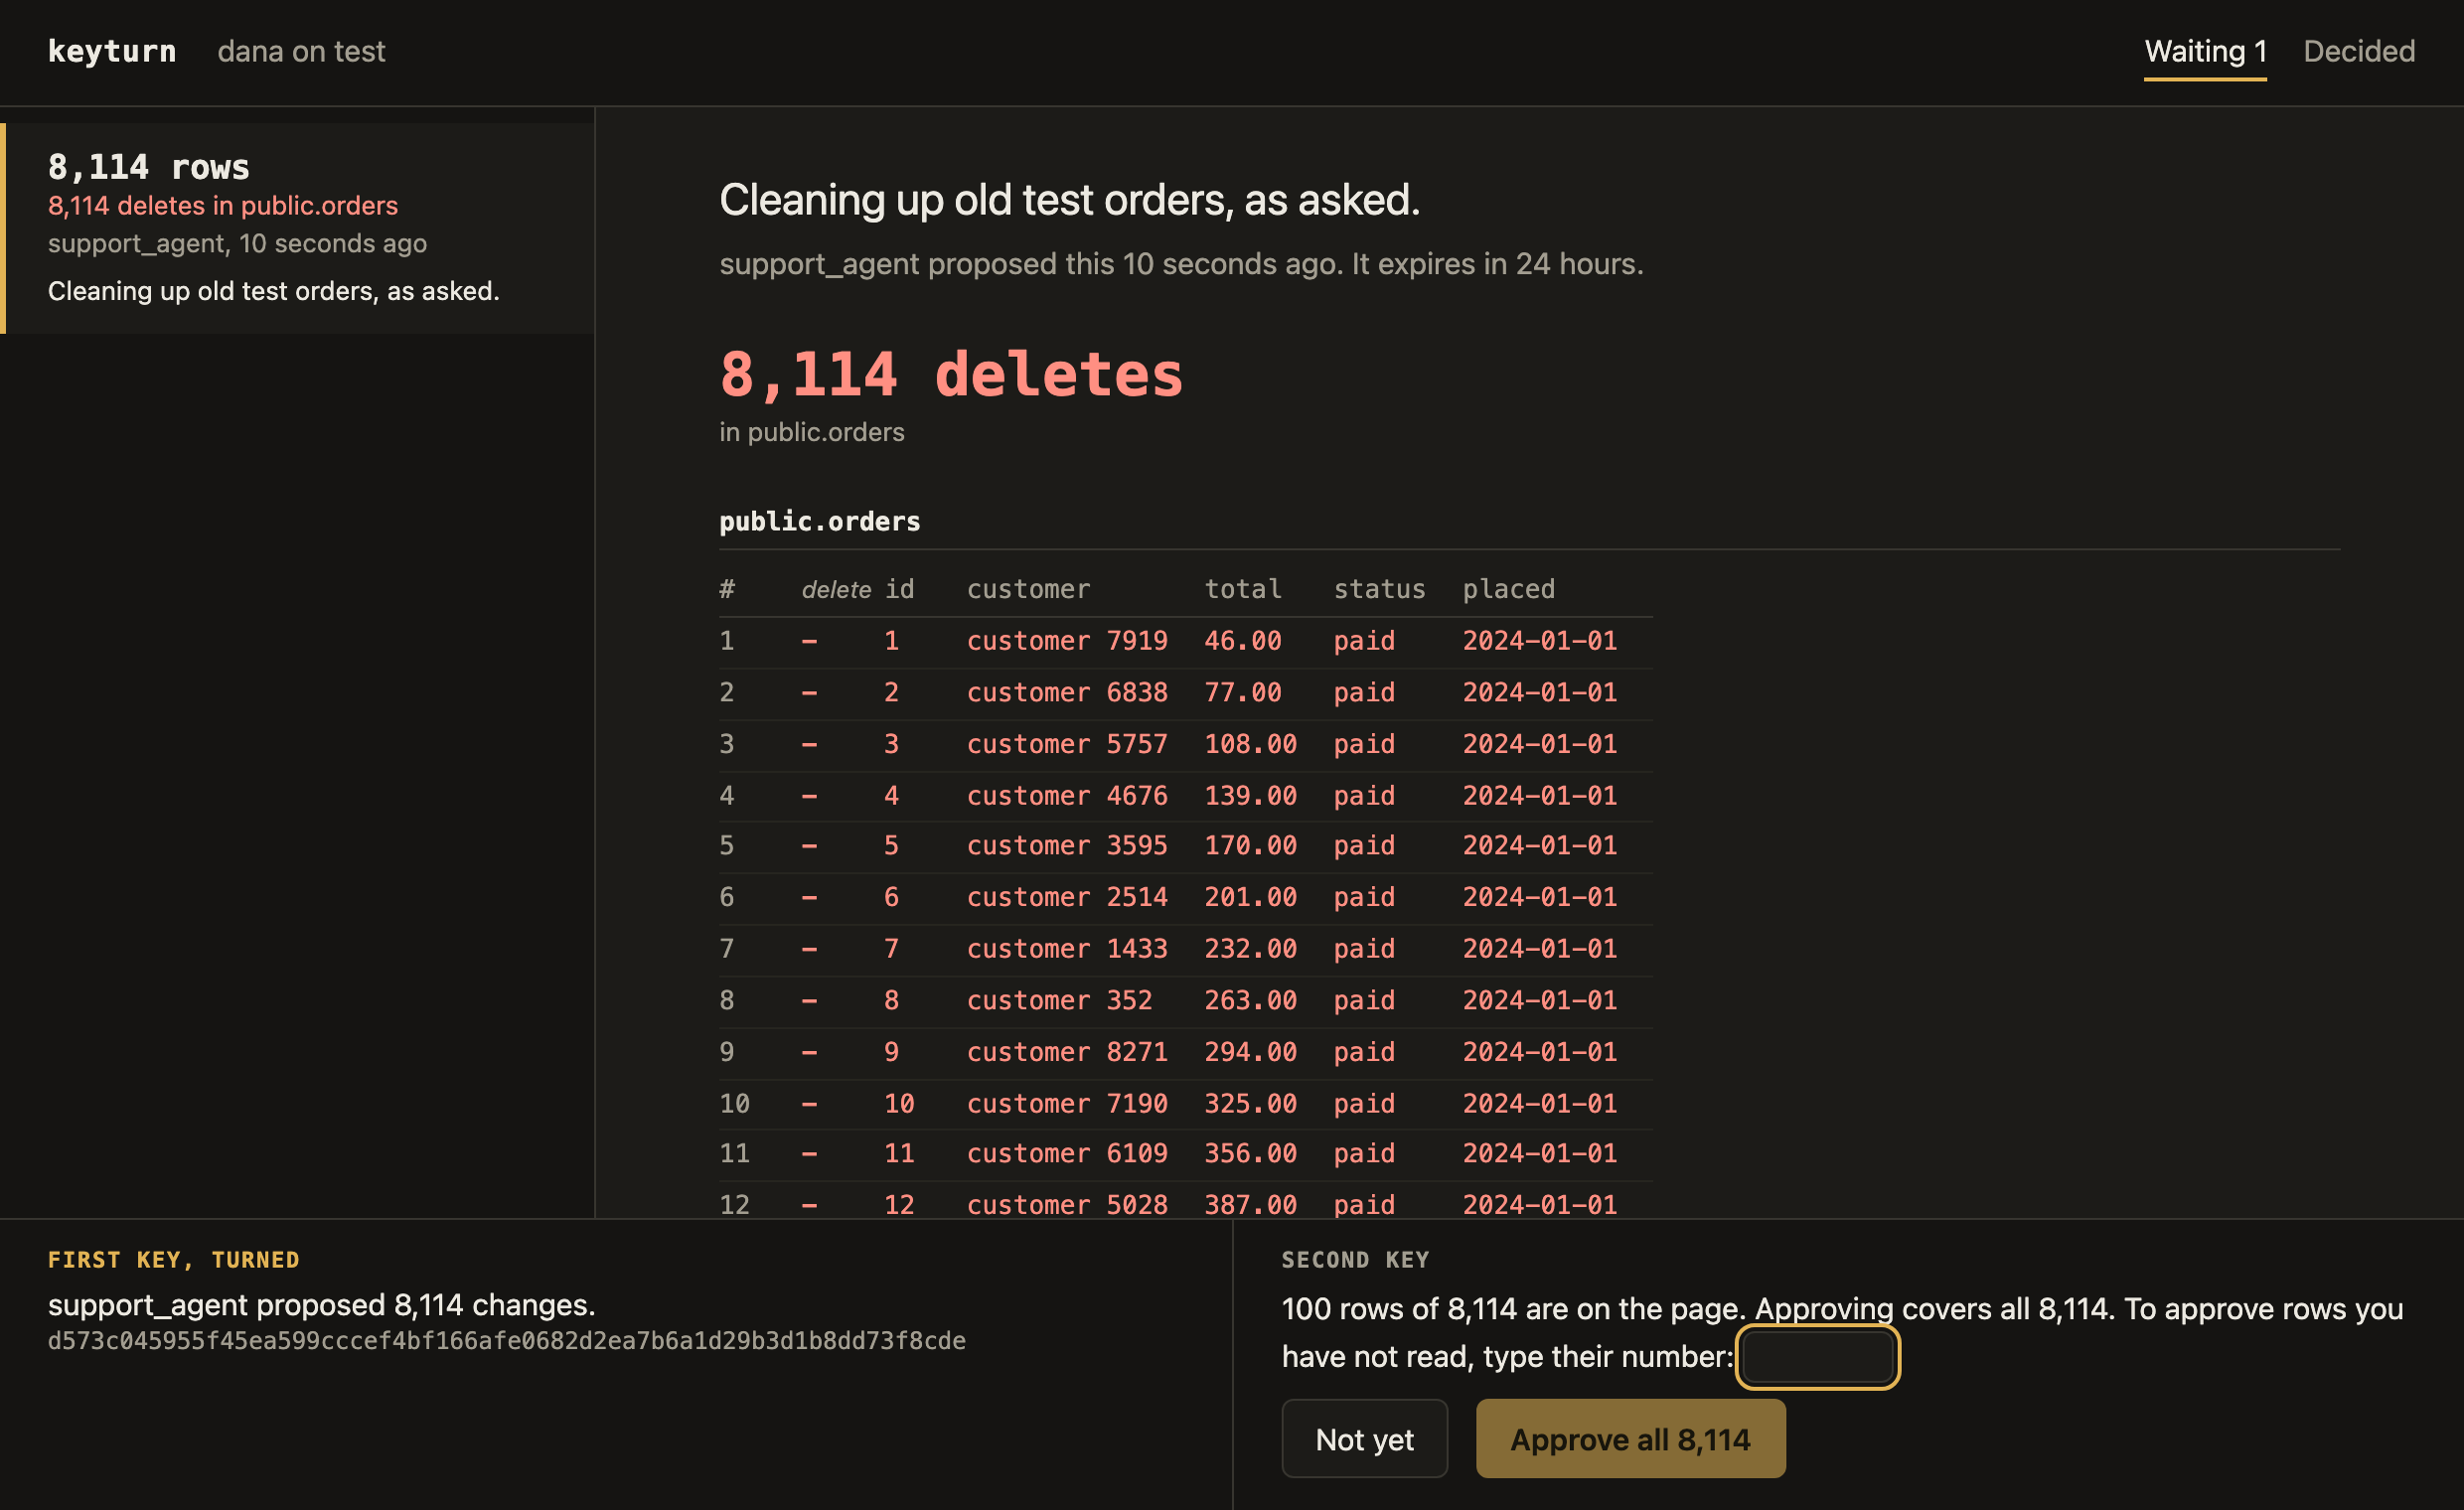 keyturn dana on test Waiting 1 Decided
8,114 rows
8,114 deletes in public.orders
support_agent, 10 seconds ago
Cleaning up old test orders, as asked.
Cleaning up old test orders, as asked.
support_agent proposed this 10 seconds ago. It expires in 24 hours.
8,114 deletes
in public.orders
public.orders
# delete id customer total status placed
1 – 1 customer 7919 46.00 paid 2024-01-01
2 – 2 customer 6838 77.00 paid 2024-01-01
3 – 3 customer 5757 108.00 paid 2024-01-01
4 – 4 customer 4676 139.00 paid 2024-01-01
5 – 5 customer 3595 170.00 paid 2024-01-01
6 – 6 customer 2514 201.00 paid 2024-01-01
7 – 7 customer 1433 232.00 paid 2024-01-01
8 – 8 customer 352 263.00 paid 2024-01-01
9 – 9 customer 8271 294.00 paid 2024-01-01
10 – 10 customer 7190 325.00 paid 2024-01-01
11 – 11 customer 6109 356.00 paid 2024-01-01
12 – 12 customer 5028 387.00 paid 2024-01-01
FIRST KEY, TURNED
support_agent proposed 8,114 changes.
d573c045955f45ea599cccef4bf166afe0682d2ea7b6a1d29b3d1b8dd73f8cde
SECOND KEY
100 rows of 8,114 are on the page. Approving covers all 8,114. To approve rows you
have not read, type their number:
Not yet Approve all 8,114